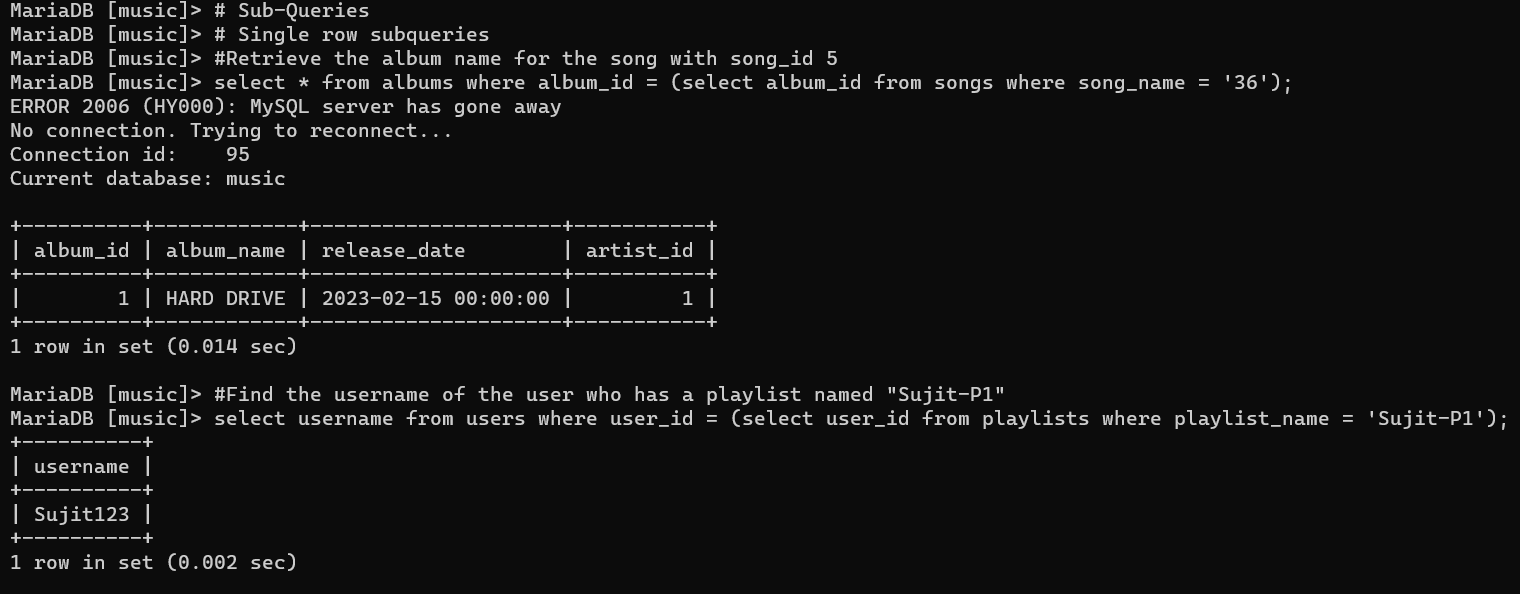 MariaDB [music]> # Sub-Queries
MariaDB [music]> # Single row subqueries
MariaDB [music]> #Retrieve the album name for the song with song_id 5
MariaDB [music]> select * from albums where album_id = (select album_id from songs where song_name = '36');
ERROR 2006 (HY000): MySQL server has gone away
No connection. Trying to reconnect...
Connection id:    95
Current database: music

+----------+------------+---------------------+-----------+
| album_id | album_name | release_date        | artist_id |
+----------+------------+---------------------+-----------+
|        1 | HARD DRIVE | 2023-02-15 00:00:00 |         1 |
+----------+------------+---------------------+-----------+
1 row in set (0.014 sec)

MariaDB [music]> #Find the username of the user who has a playlist named "Sujit-P1"
MariaDB [music]> select username from users where user_id = (select user_id from playlists where playlist_name = 'Sujit-P1');
+----------+
| username |
+----------+
| Sujit123 |
+----------+
1 row in set (0.002 sec)